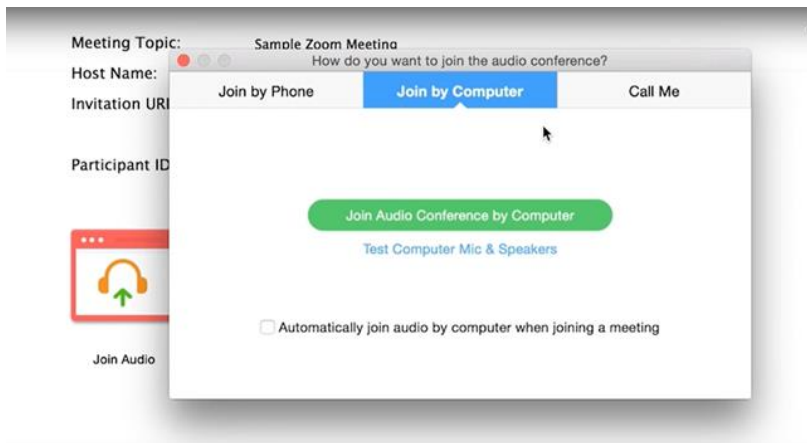 Meeting Topic: Sample Zoom Meeting
How do you want to join the audio conference?
Host Name:
Join by Phone Join by Computer Call Me
Invitation URL
Participant ID
Join Audio Conference by Computer
Test Computer Mic & Speakers
Automatically join audio by computer when joining a meeting
Join Audio